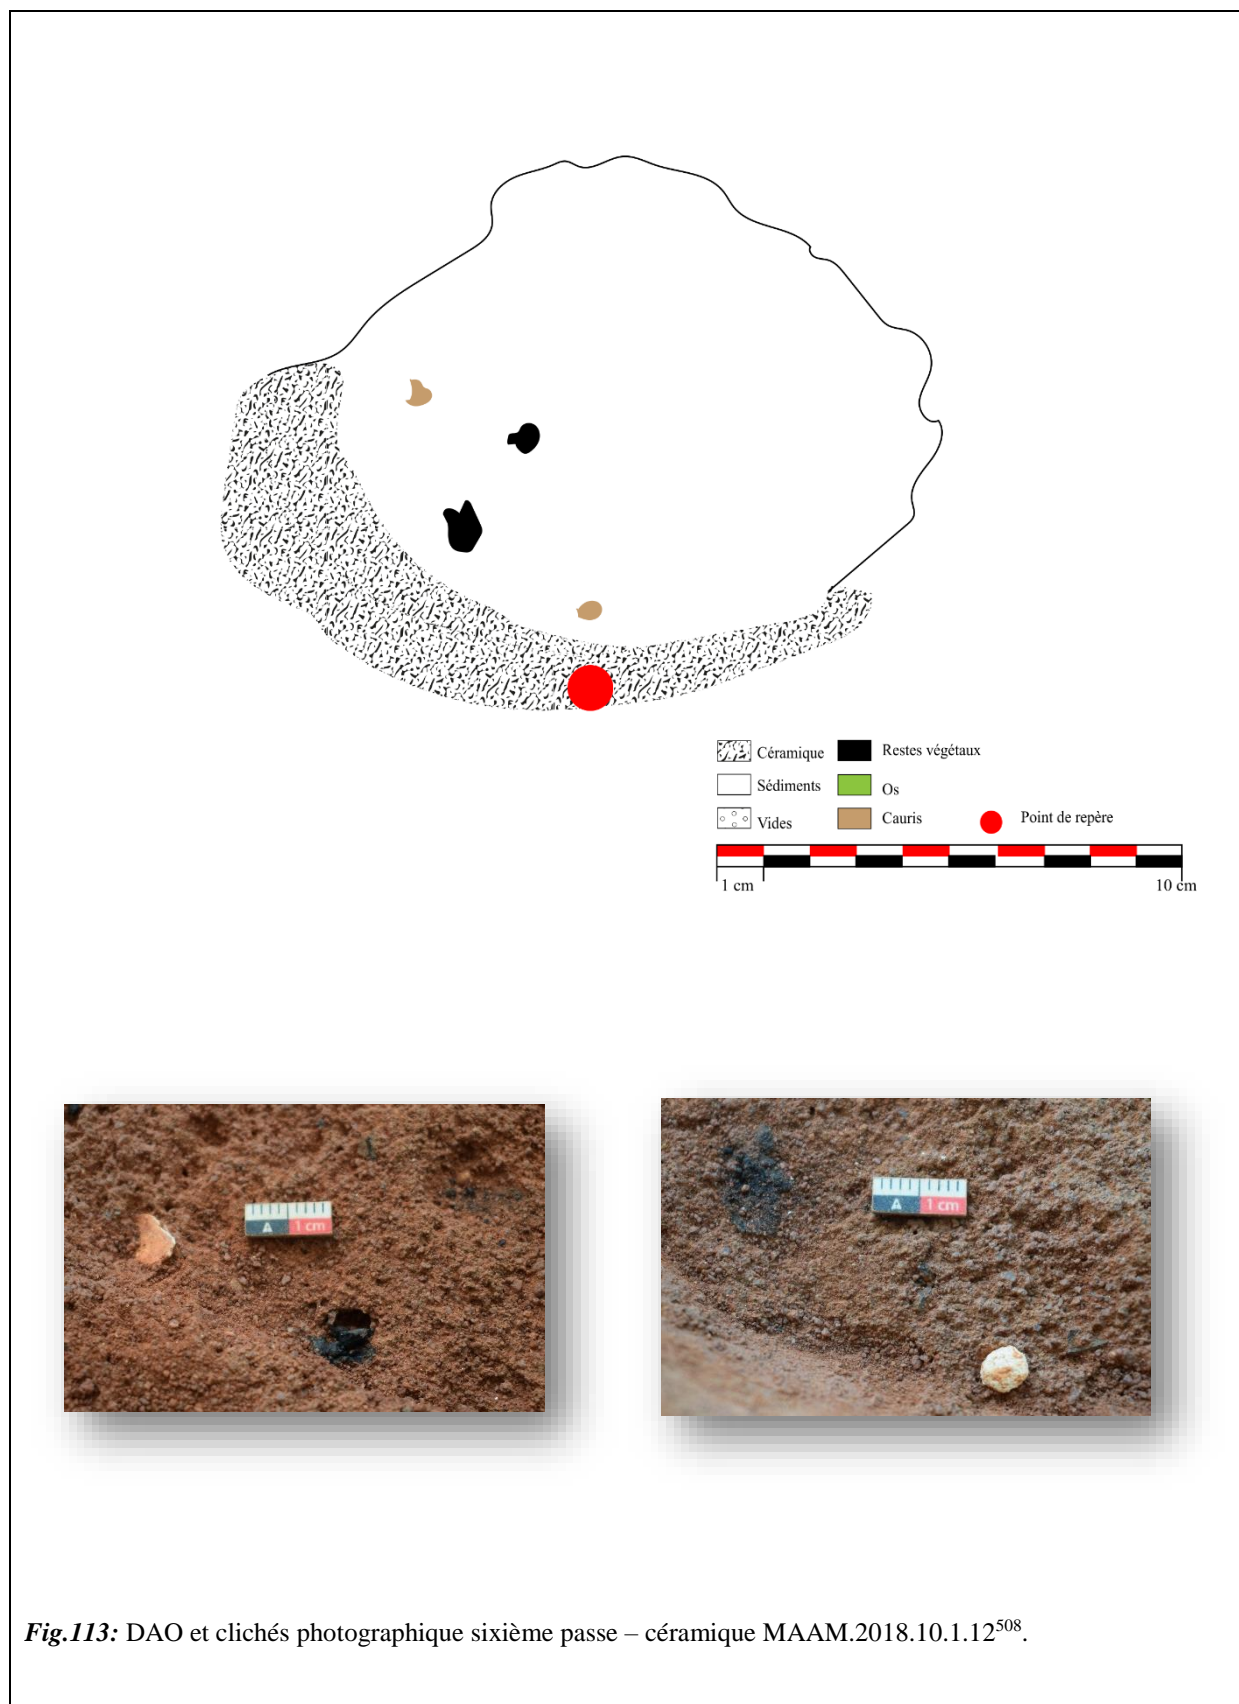 Céramique
Restes végétaux
Sédiments
Os
Vides
Cauris
Point de repère
1 cm
10 cm
A 1 cm
A 1 cm
Fig.113: DAO et clichés photographique sixième passe – céramique MAAM.2018.10.1.12508.